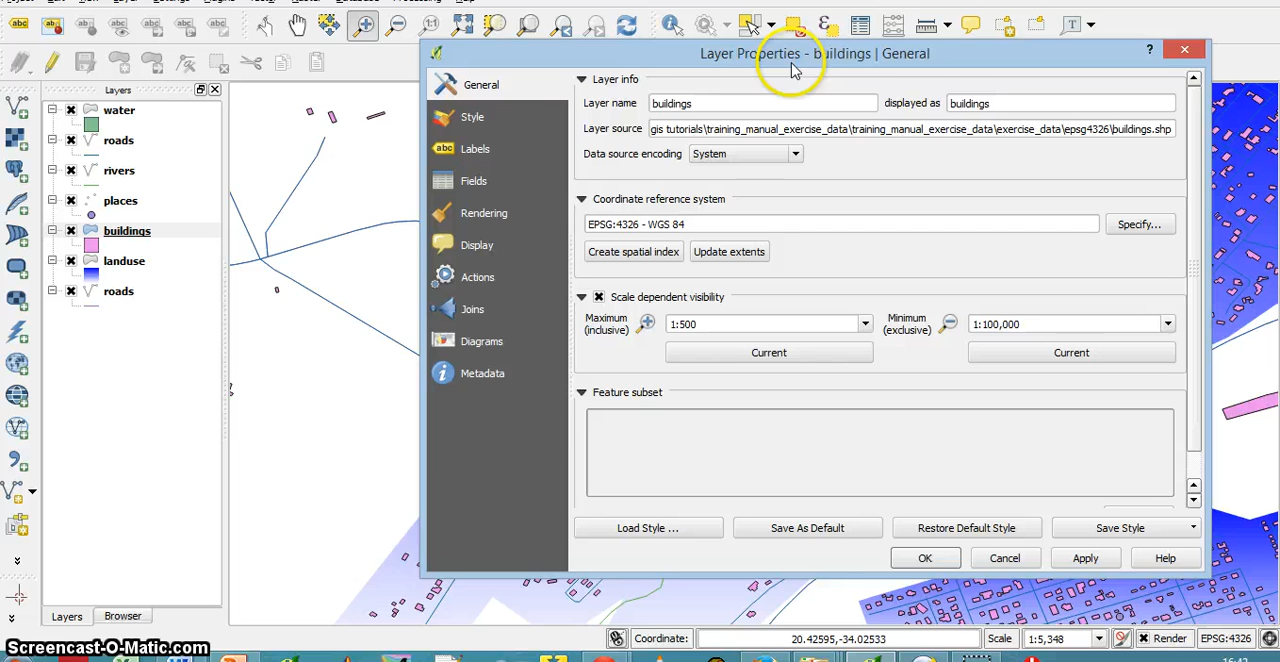 abc
abc
Layer Properties - buildings | General
?
Layers
water
roads
rivers
places
buildings
landuse
roads
General
Style
abc Labels
Fields
Rendering
Display
Actions
Joins
Diagrams
Metadata
Layer info
Layer name buildings displayed as buildings
Layer source gis tutorials\training_manual_exercise_data\training_manual_exercise_data\exercise_data\epsg4326\buildings.shp
Data source encoding System
Coordinate reference system
EPSG:4326 - WGS 84 Specify...
Create spatial index Update extents
Scale dependent visibility
Maximum (inclusive) 1:500 Minimum (exclusive) 1:100,000
Current Current
Feature subset
Load Style ... Save As Default Restore Default Style Save Style
OK Cancel Apply Help
Layers Browser
Coordinate: 20.42595,-34.02533 Scale 1:5,348 Render EPSG:4326
Screencast-O-Matic.com